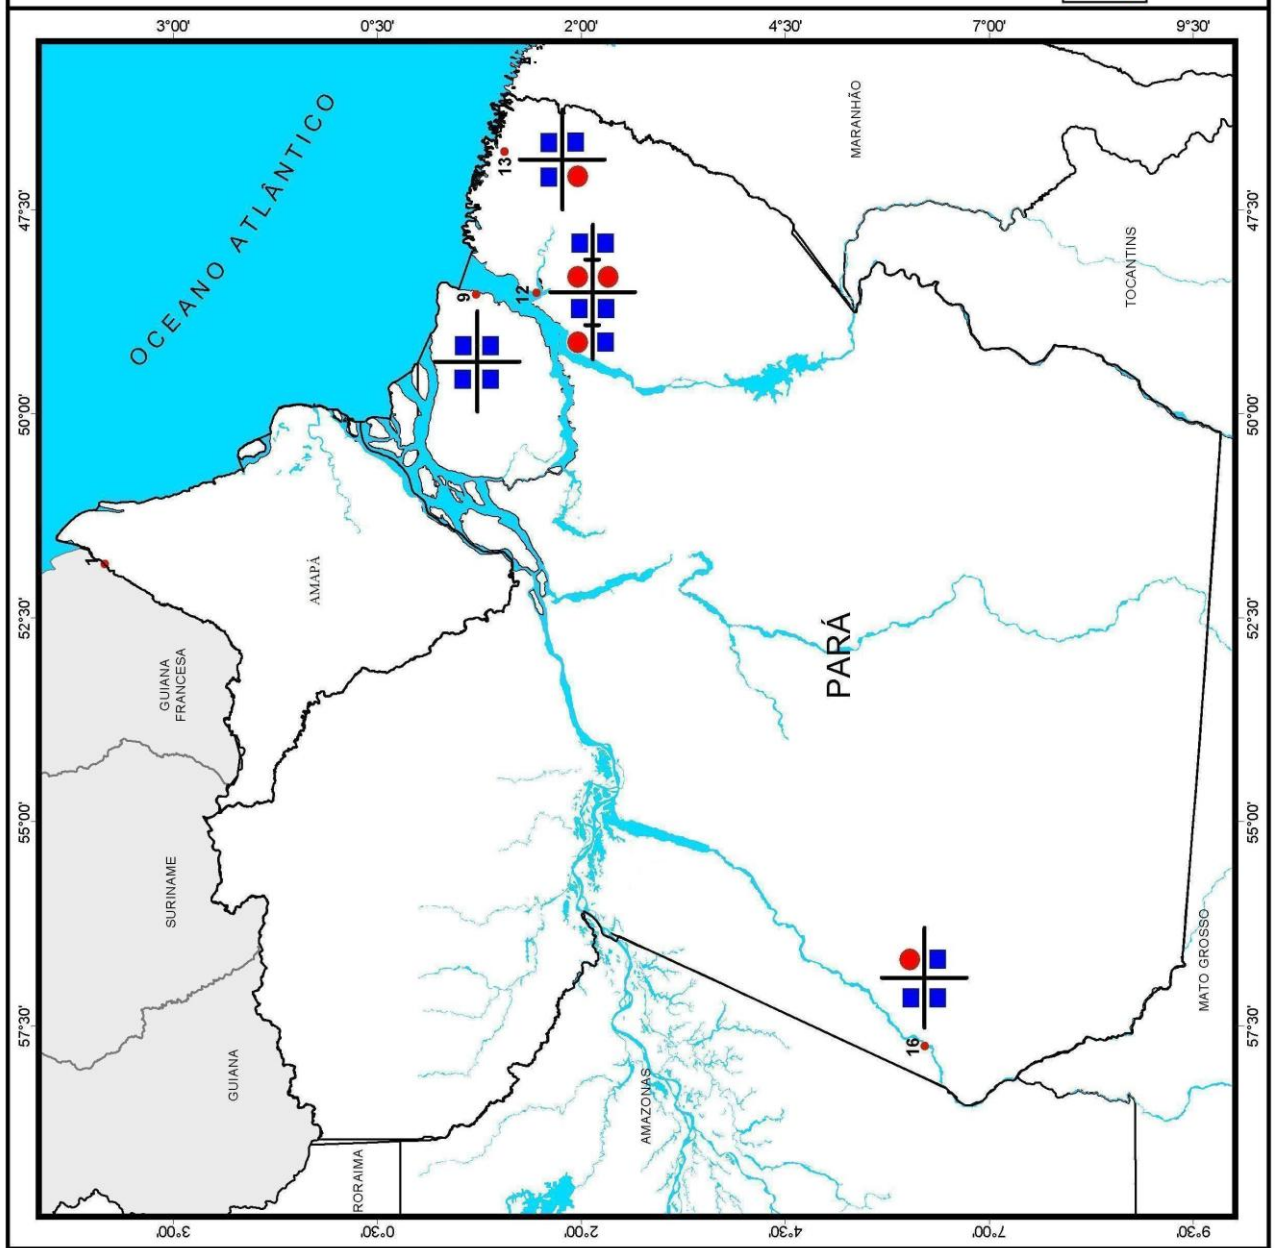 3°00'
0°30'
2°00'
4°30'
7°00'
9°30'
47°30'
50°00'
52°30'
55°00'
57°30'
OCEANO ATLÂNTICO
MARANHÃO
TOCANTINS
13
9
12
1
AMAPÁ
GUIANA
FRANCESA
PARÁ
SURINAME
GUIANA
MATO GROSSO
16
AMAZONAS
RORAIMA
47°30'
50°00'
52°30'
55°00'
57°30'
3°00'
0°30'
2°00'
4°30'
7°00'
9°30'